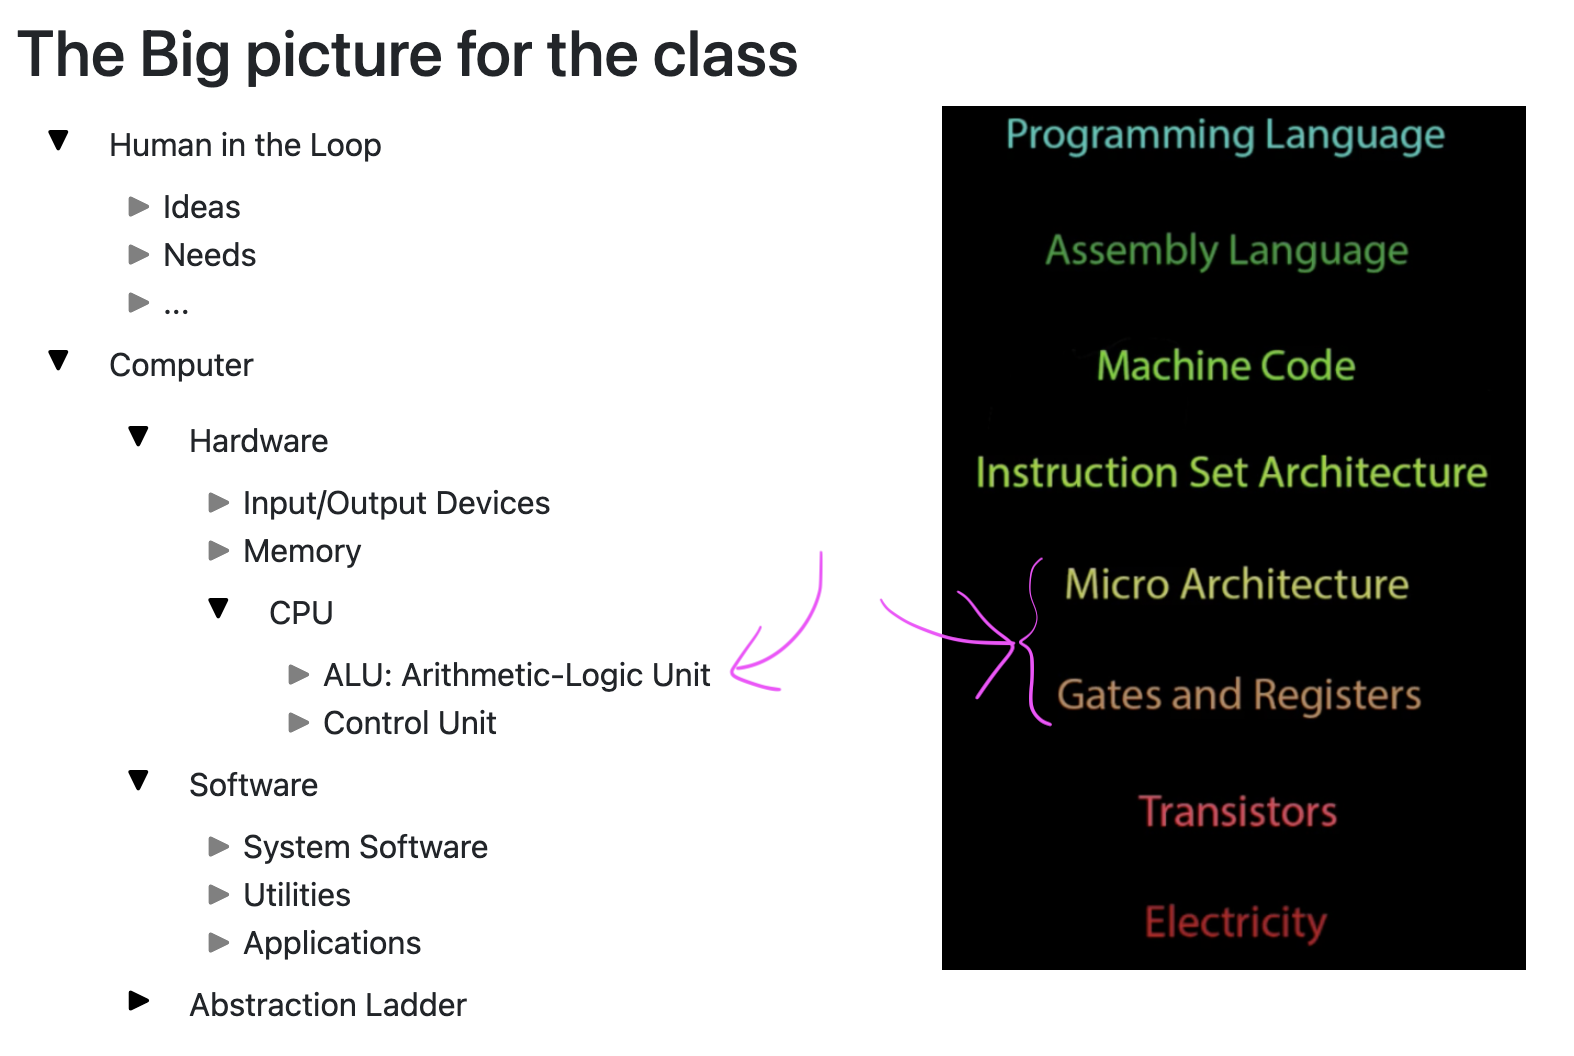 The Big picture for the class
Human in the Loop
Ideas
Needs
...
Computer
Hardware
Input/Output Devices
Memory
CPU
ALU: Arithmetic-Logic Unit
Control Unit
Software
System Software
Utilities
Applications
Abstraction Ladder
Programming Language
Assembly Language
Machine Code
Instruction Set Architecture
Micro Architecture
Gates and Registers
Transistors
Electricity